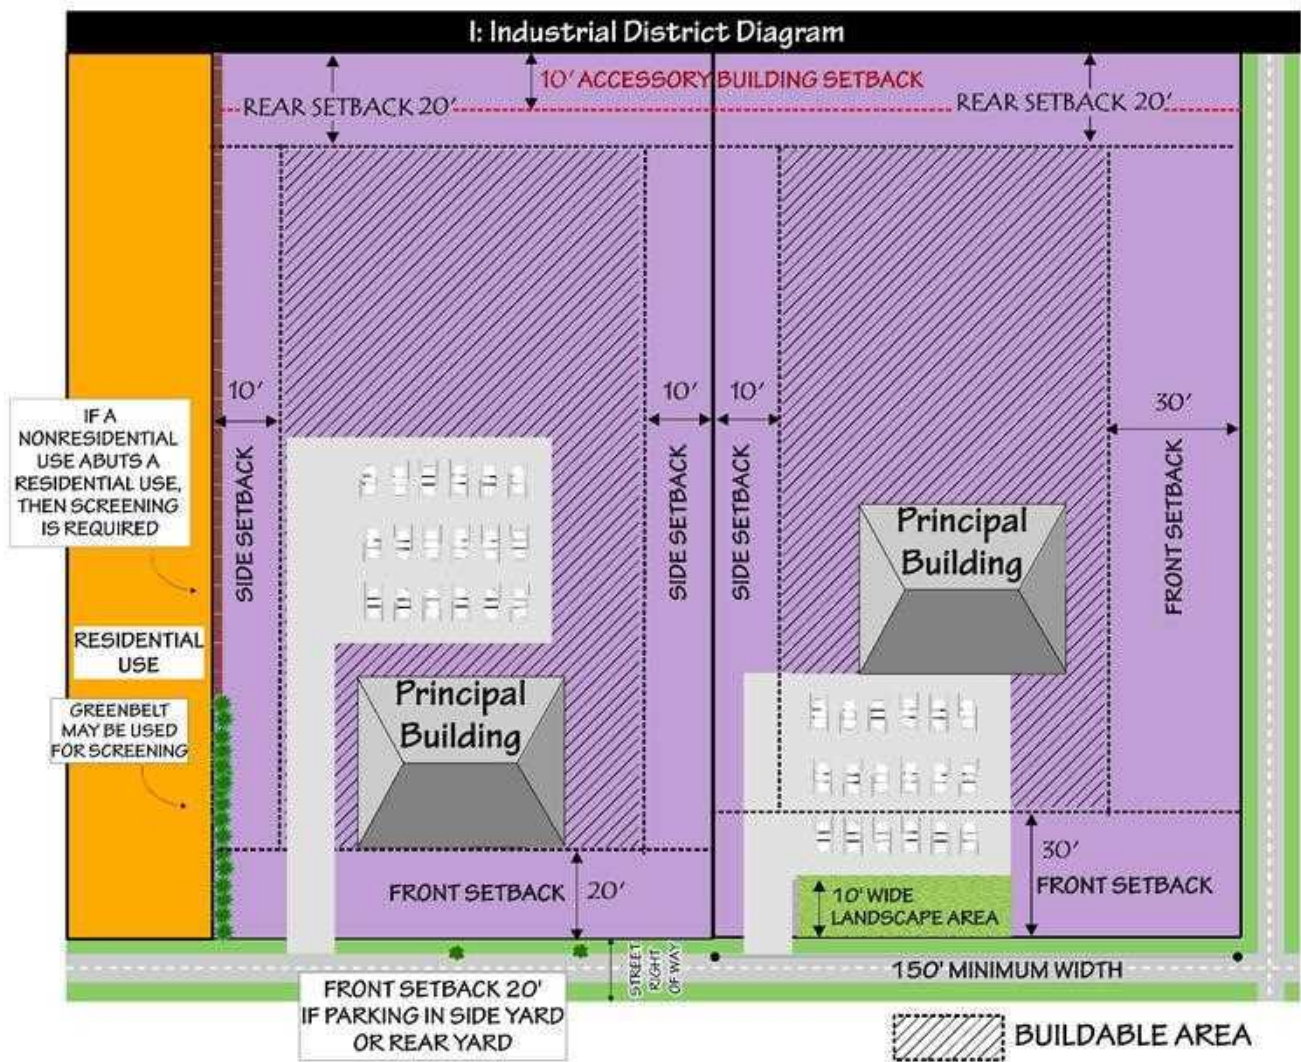 I: Industrial District Diagram
10' ACCESSORY BUILDING SETBACK
REAR SETBACK 20'
REAR SETBACK 20'
10'
10'
10'
30'
IF A
NONRESIDENTIAL
USE ABUTS A
RESIDENTIAL USE,
THEN SCREENING
IS REQUIRED
SIDE SETBACK
SIDE SETBACK
SIDE SETBACK
FRONT SETBACK
Principal
Building
RESIDENTIAL
USE
GREENBELT
MAY BE USED
FOR SCREENING
Principal
Building
FRONT SETBACK
20'
30'
FRONT SETBACK
10' WIDE
LANDSCAPE AREA
STREET
RIGHT
OF WAY
150' MINIMUM WIDTH
FRONT SETBACK 20'
IF PARKING IN SIDE YARD
OR REAR YARD
BUILDABLE AREA